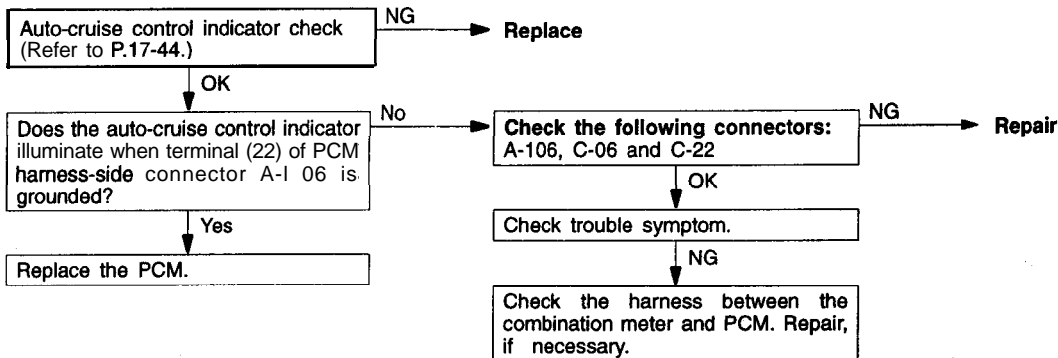 Auto-cruise control indicator check
(Refer to P.17-44.)
NG
Replace
OK
Does the auto-cruise control indicator
illuminate when terminal (22) of PCM
harness-side connector A-I 06 is
grounded?
No
Check the following connectors:
A-106, C-06 and C-22
NG
Repair
OK
Yes
Check trouble symptom.
Replace the PCM.
NG
Check the harness between the
combination meter and PCM. Repair,
if necessary.